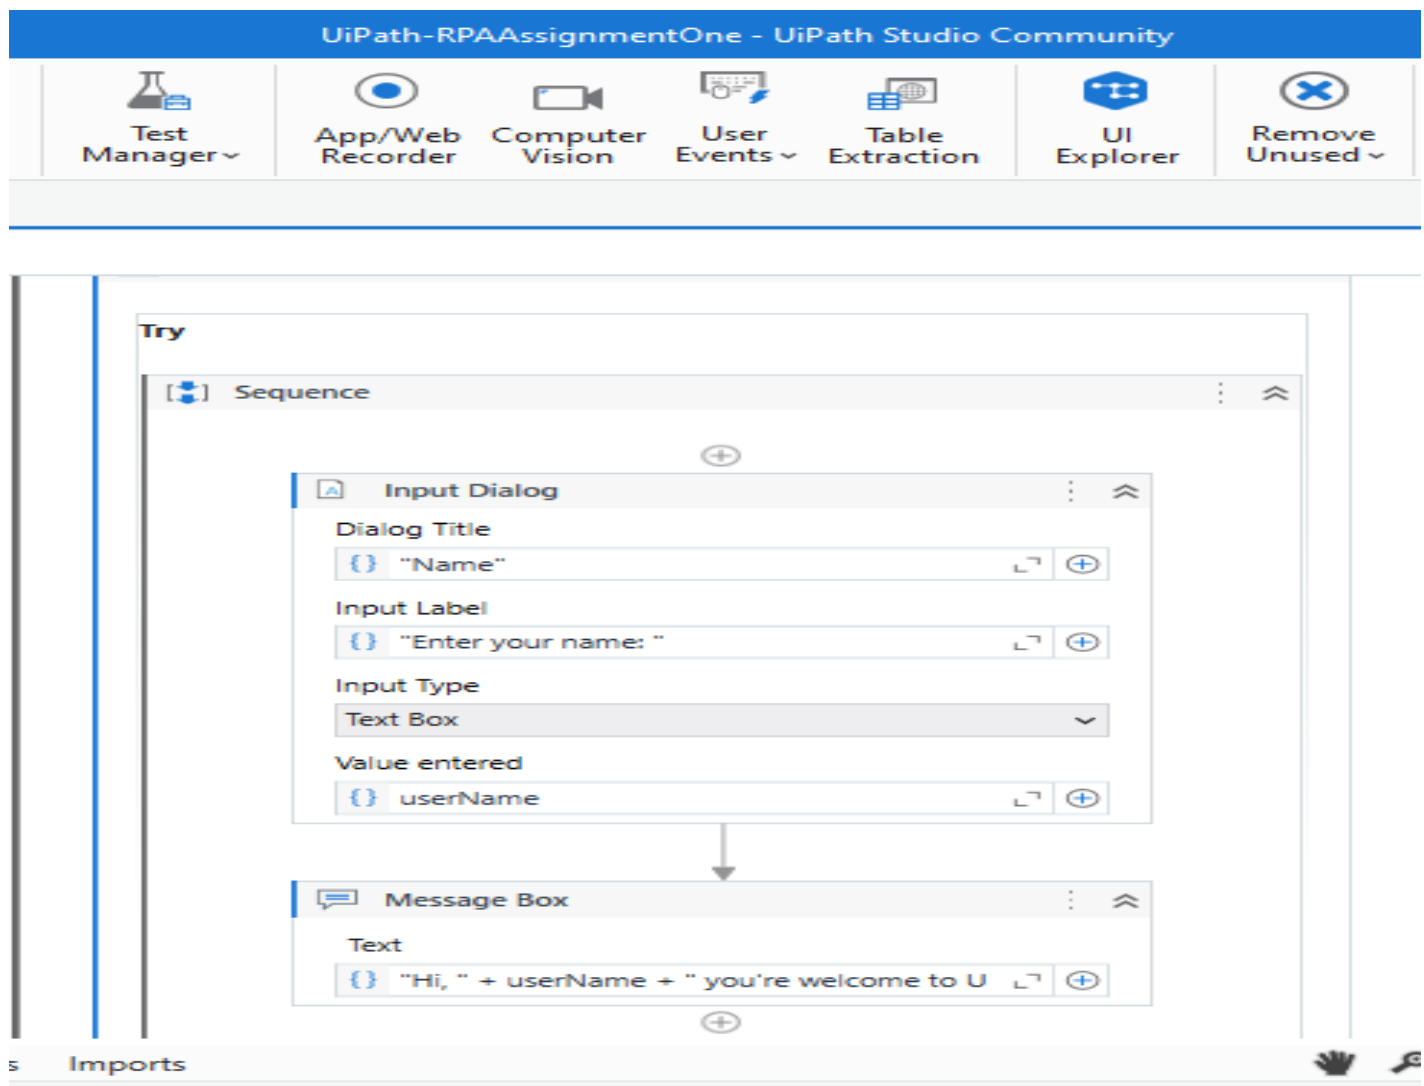 UiPath-RPAAssignmentOne - UiPath Studio Community
Test
Manager
App/Web
Recorder
Computer
Vision
User
Events
Table
Extraction
UI
Explorer
Remove
Unused
Try
Sequence
Input Dialog
Dialog Title
"Name"
Input Label
"Enter your name: "
Input Type
Text Box
Value entered
userName
Message Box
Text
"Hi, " + userName + " you're welcome to U
s Imports